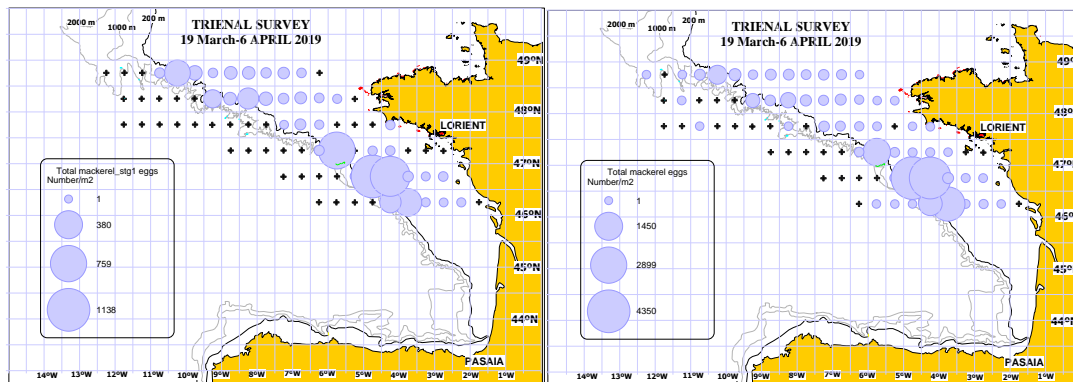 2000 m
1000 m
200 m
TRIENAL SURVEY
19 March-6 APRIL 2019
49ºN
48ºN
LORIENT
47ºN
46ºN
45ºN
44ºN
PASAIA
Total mackerel_stg1 eggs
Number/m2
1
380
759
1138
14ºW
12ºW
11ºW
10ºW
9ºW
8ºW
7ºW
6ºW
5ºW
4ºW
3ºW
2ºW
1ºW
2000 m
1000 m
200 m
TRIENAL SURVEY
19 March-6 APRIL 2019
49ºN
48ºN
LORIENT
47ºN
46ºN
45ºN
44ºN
PASAIA
Total mackerel eggs
Number/m2
1
1450
2899
4350
14ºW
12ºW
11ºW
10ºW
9ºW
8ºW
7ºW
6ºW
5ºW
4ºW
3ºW
2ºW
1ºW